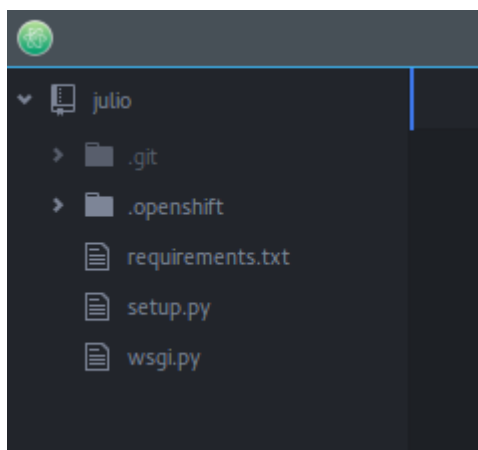 julio
.git
.openshift
requirements.txt
setup.py
wsgi.py